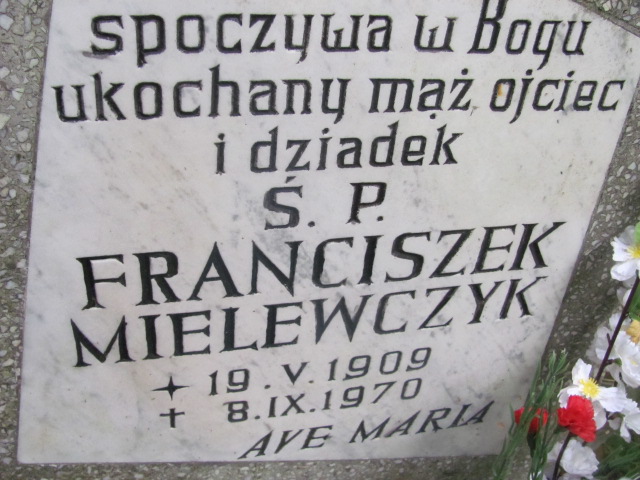 spoczywa w Bogu
ukochany mąż ojciec
i dziadek
Ś. P.
FRANCISZEK
MIELEWCZYK
19.V.1909
8.IX.1970
AVE MARIA